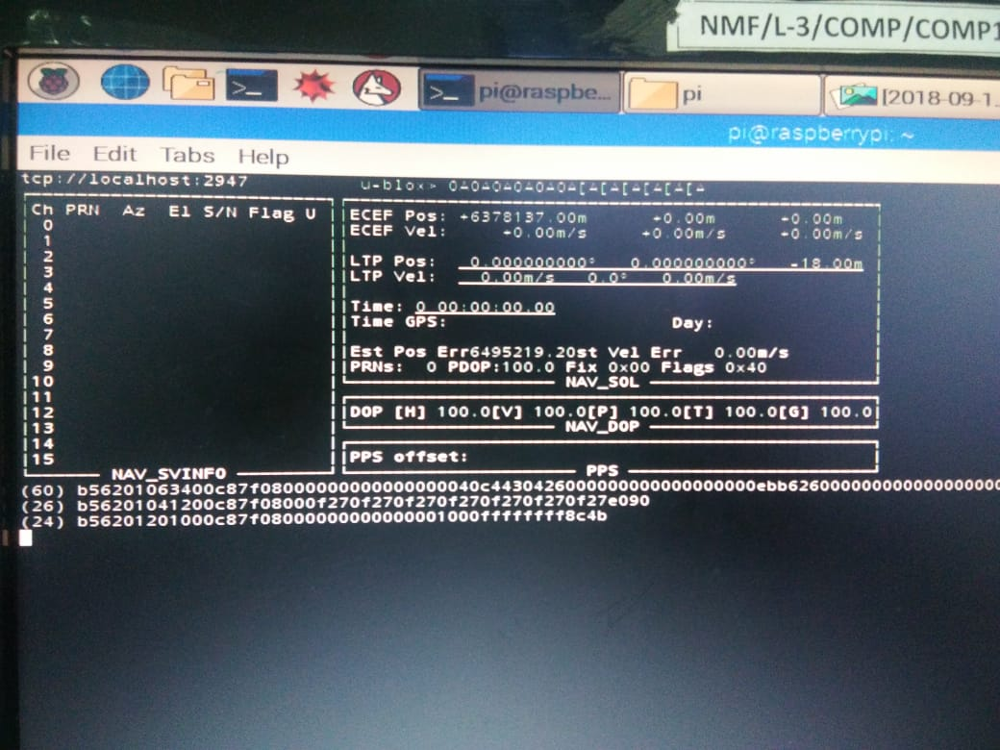 NMF/L-3/COMP/COMP1
pi@raspbe... pi [2018-09-1...
pi@raspberrypi: ~
File Edit Tabs Help
tcp://localhost:2947 u-blox>
Ch PRN Az El S/N Flag U
0
1
2
3
4
5
6
7
8
9
10
11
12
13
14
15
NAV_SVINFO
ECEF Pos: +6378137.00m +0.00m +0.00m
ECEF Vel: +0.00m/s +0.00m/s +0.00m/s
LTP Pos: 0.000000000° 0.000000000° -18.00m
LTP Vel: 0.00m/s 0.0° 0.00m/s
Time: 0 00:00:00.00
Time GPS: Day:
Est Pos Err6495219.20st Vel Err 0.00m/s
PRNs: 0 PDOP:100.0 Fix 0x00 Flags 0x40
NAV_SOL
DOP [H] 100.0[V] 100.0[P] 100.0[T] 100.0[G] 100.0
NAV_DOP
PPS offset:
PPS
(60)
(26) b56201041200c87f08000f270f270f270f270f270f270f27e090
(24) b56201201000c87f08000000000000001000ffffffff8c4b